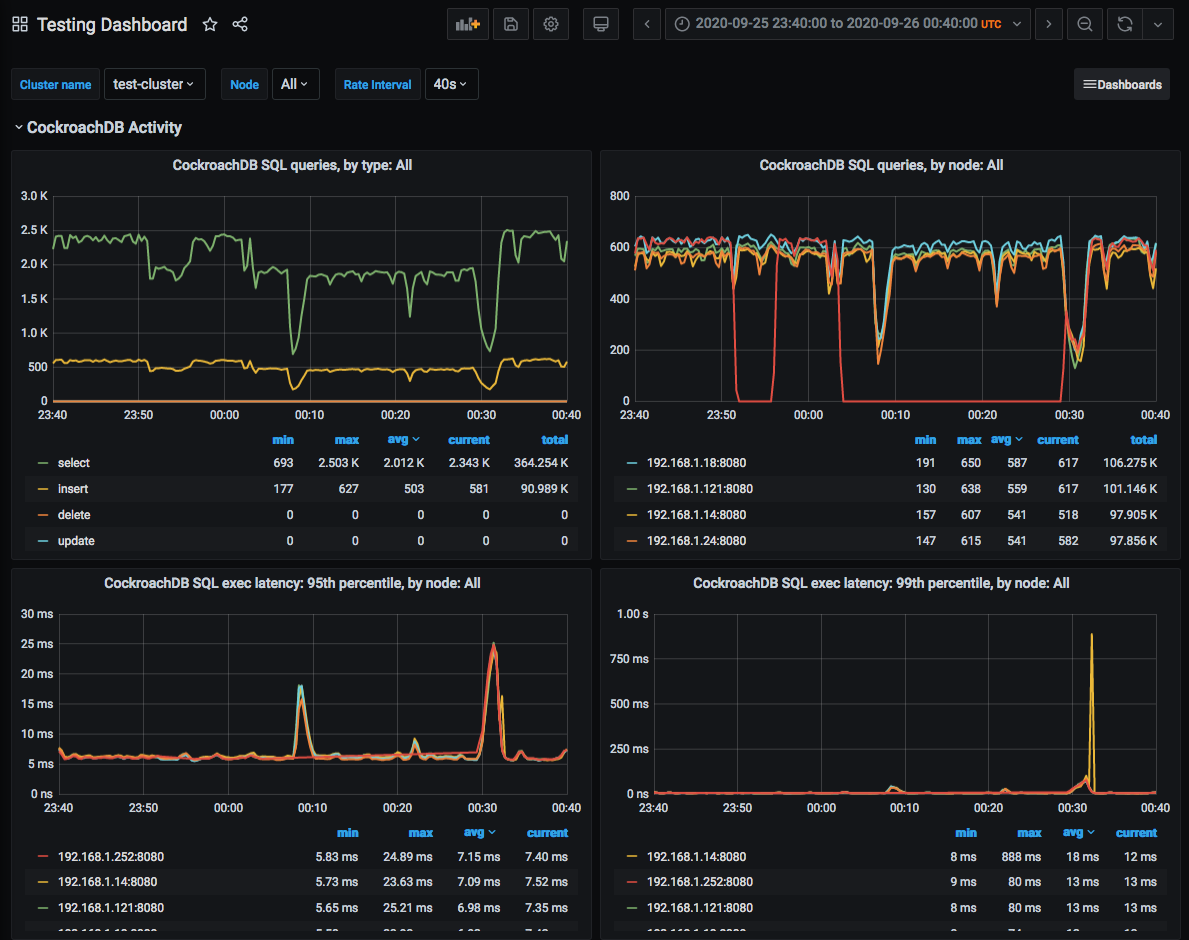 Testing Dashboard
2020-09-25 23:40:00 to 2020-09-26 00:40:00 UTC
Cluster name test-cluster Node All Rate Interval 40s Dashboards
CockroachDB Activity
CockroachDB SQL queries, by type: All
3.0 K
2.5 K
2.0 K
1.5 K
1.0 K
500
0
23:40 23:50 00:00 00:10 00:20 00:30 00:40
min max avg current total
select 693 2.503 K 2.012 K 2.343 K 364.254 K
insert 177 627 503 581 90.989 K
delete 0 0 0 0 0
update 0 0 0 0 0
CockroachDB SQL queries, by node: All
800
600
400
200
0
23:40 23:50 00:00 00:10 00:20 00:30 00:40
min max avg current total
192.168.1.18:8080 191 650 587 617 106.275 K
192.168.1.121:8080 130 638 559 617 101.146 K
192.168.1.14:8080 157 607 541 518 97.905 K
192.168.1.24:8080 147 615 541 582 97.856 K
CockroachDB SQL exec latency: 95th percentile, by node: All
30 ms
25 ms
20 ms
15 ms
10 ms
5 ms
0 ns
23:40 23:50 00:00 00:10 00:20 00:30 00:40
min max avg current
192.168.1.252:8080 5.83 ms 24.89 ms 7.15 ms 7.40 ms
192.168.1.14:8080 5.73 ms 23.63 ms 7.09 ms 7.52 ms
192.168.1.121:8080 5.65 ms 25.21 ms 6.98 ms 7.35 ms
CockroachDB SQL exec latency: 99th percentile, by node: All
1.00 s
750 ms
500 ms
250 ms
0 ns
23:40 23:50 00:00 00:10 00:20 00:30 00:40
min max avg current
192.168.1.14:8080 8 ms 888 ms 18 ms 12 ms
192.168.1.252:8080 9 ms 80 ms 13 ms 13 ms
192.168.1.121:8080 8 ms 80 ms 13 ms 13 ms